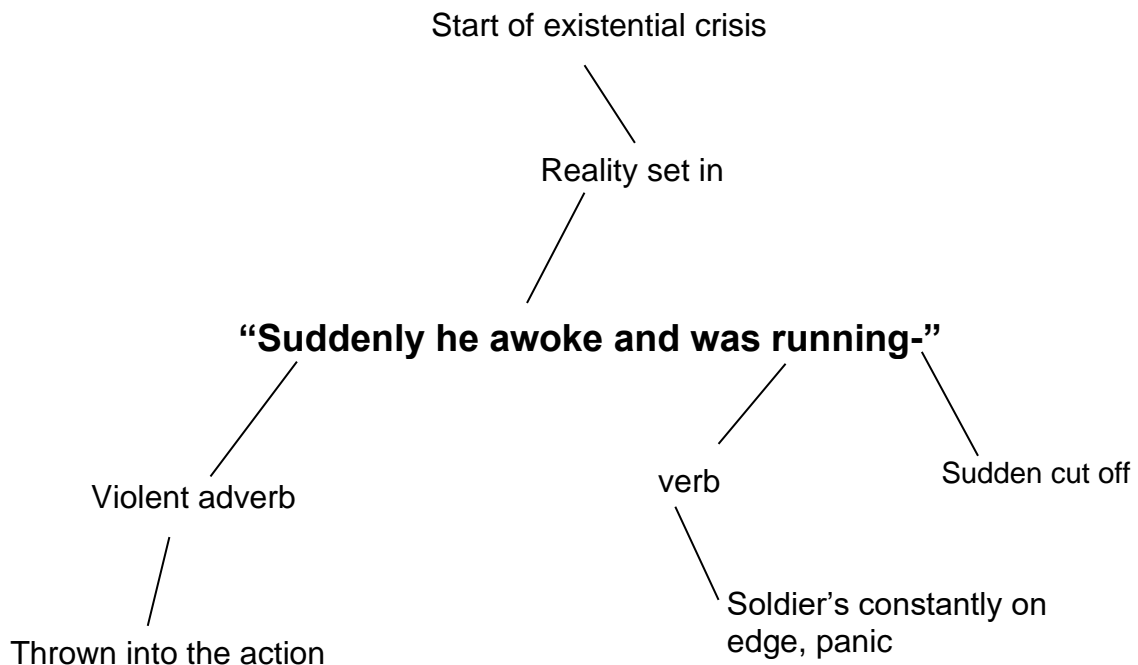 Start of existential crisis
Reality set in
“Suddenly he awoke and was running-”
Violent adverb
verb
Sudden cut off
Thrown into the action
Soldier’s constantly on
edge, panic